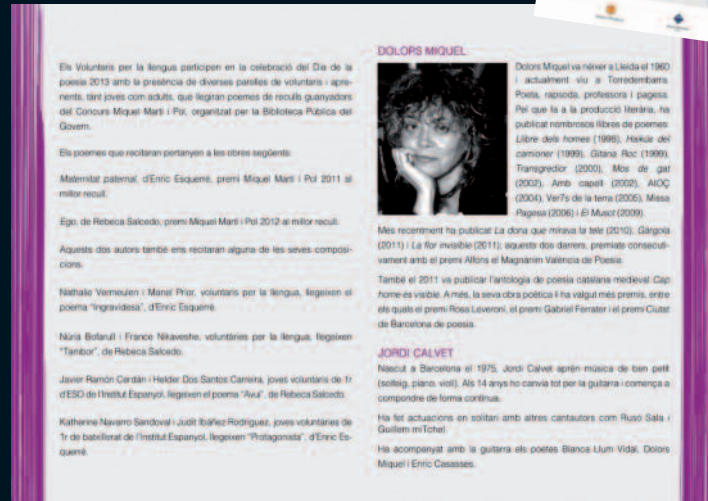 Els Voluntaris per la llengua participen en la celebració del Dia de la
poesia 2013 amb la presència de diverses parelles de voluntaris i apre-
nents, tant joves com adults, que llegiran poemes de reculls guanyadors
del Concurs Miquel Martí i Pol, organitzat per la Biblioteca Pública del
Govern.
Els poemes que recitaran pertanyen a les obres següents:
Maternitat paternal, d'Enric Esquerré, premi Miquel Martí i Pol 2011 al
millor recull.
Ego, de Rebeca Salcedo, premi Miquel Martí i Pol 2012 al millor recull.
Aquests dos autors també ens recitaran alguna de les seves composi-
cions.
Nathalie Vermeulen i Manel Prior, voluntaris per la llengua, llegeixen el
poema "Ingravidesa", d'Enric Esquerré.
Núria Bofarull i France Nikaveshe, voluntàries per la llengua, llegeixen
"Tambor", de Rebeca Salcedo.
Javier Ramón Cerdán i Helder Dos Santos Carreira, joves voluntaris de 1r
d'ESO de l'Institut Espanyol, llegeixen el poema "Avui", de Rebeca Salcedo.
Katherine Navarro Sandoval i Judit Ibáñez Rodríguez, joves voluntàries de
1r de batxillerat de l'Institut Espanyol, llegeixen "Protagonista", d'Enric Es-
querré.
DOLORS MIQUEL
Dolors Miquel va néixer a Lleida el 1960
i actualment viu a Torredembarra.
Poeta, rapsoda, professora i pagesa.
Pel que fa a la producció literària, ha
publicat nombrosos llibres de poemes:
Llibre dels homes (1998), Haikús del
camioner (1999), Gitana Roc (1999),
Transgredior (2000), Mos de gat
(2002), Amb capell (2002), AIOÇ
(2004), Ver7s de la terra (2005), Missa
Pagesa (2006) i El Musot (2009).
Més recentment ha publicat La dona que mirava la tele (2010), Gàrgola
(2011) i La flor invisible (2011); aquests dos darrers, premiats consecuti-
vament amb el premi Alfons el Magnànim València de Poesia.
També el 2011 va publicar l'antologia de poesia catalana medieval Cap
home és visible. A més, la seva obra poètica li ha valgut més premis, entre
els quals el premi Rosa Leveroni, el premi Gabriel Ferrater i el premi Ciutat
de Barcelona de poesia.
JORDI CALVET
Nascut a Barcelona el 1975, Jordi Calvet aprèn música de ben petit
(solfeig, piano, violí). Als 14 anys ho canvia tot per la guitarra i comença a
compondre de forma contínua.
Ha fet actuacions en solitari amb altres cantautors com Ruso Sala i
Guillem miTchel.
Ha acompanyat amb la guitarra els poetes Blanca Llum Vidal, Dolors
Miquel i Enric Casasses.